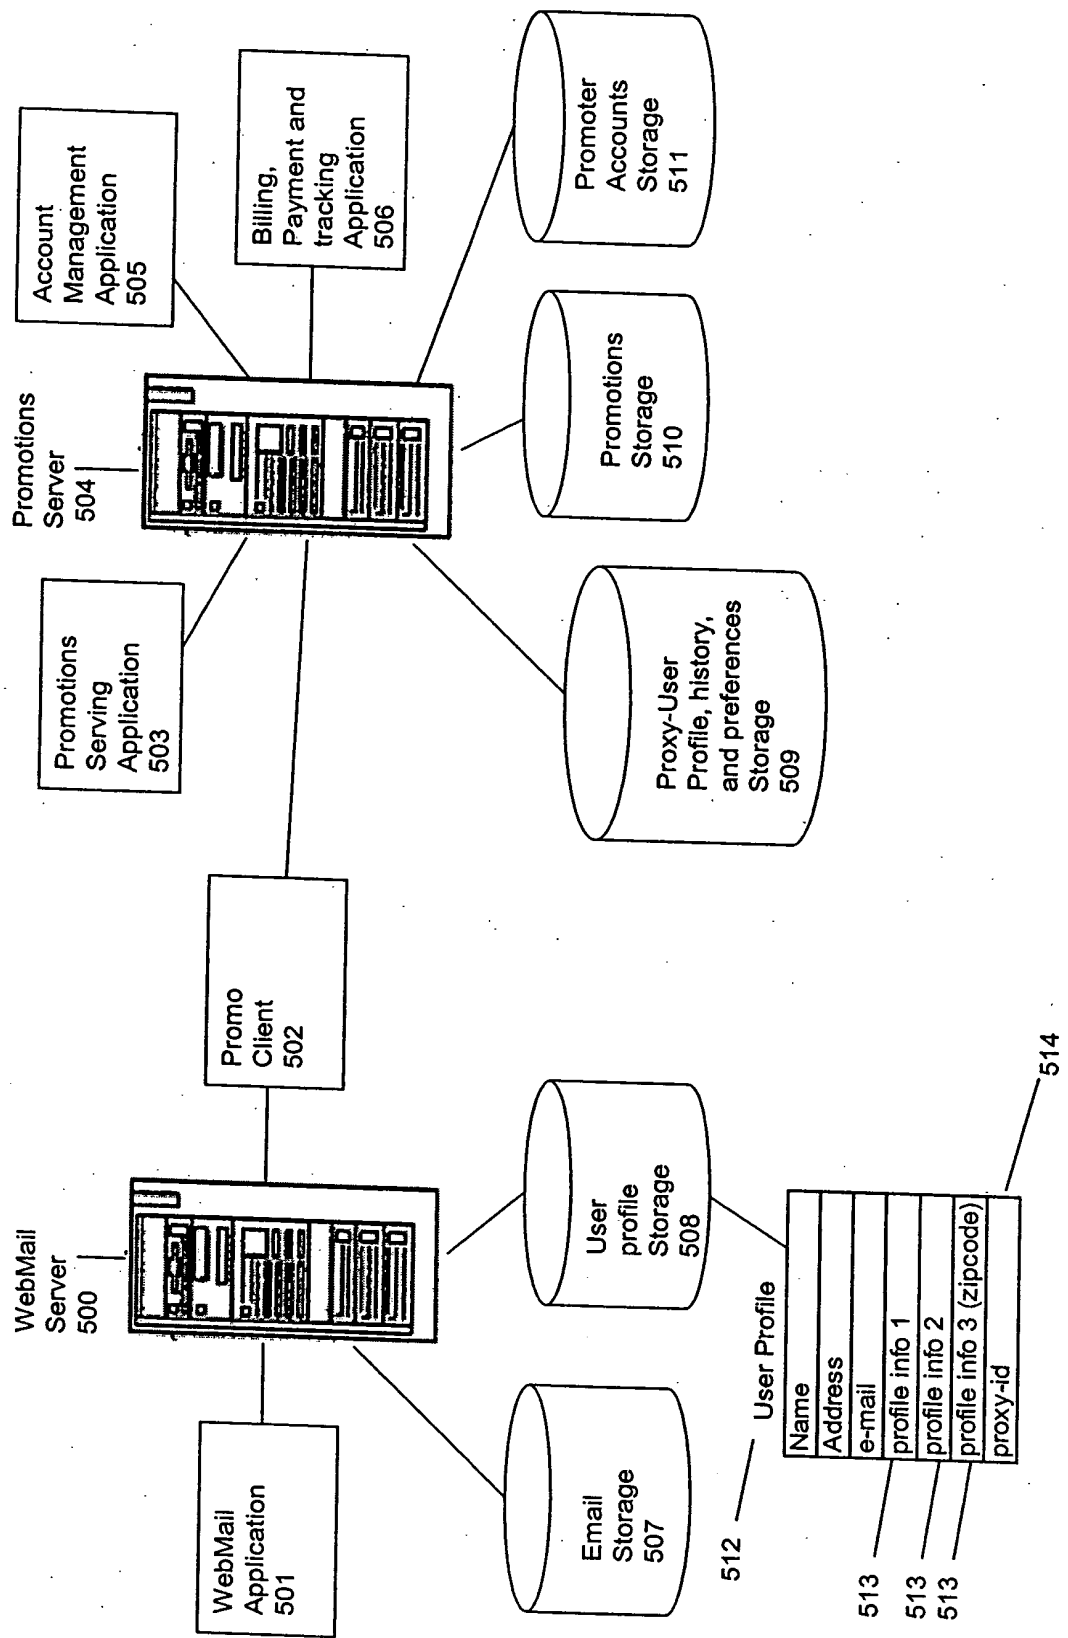 WebMail
Server
500
Promotions
Server
504
WebMail
Application
501
Promo
Client
502
Promotions
Serving
Application
503
Account
Management
Application
505
Billing,
Payment and
tracking
Application
506
Email
Storage
507
User
profile
Storage
508
Proxy-User
Profile, history,
and preferences
Storage
509
Promotions
Storage
510
Promoter
Accounts
Storage
511
512
User Profile
Name
Address
e-mail
513
profile info 1
513
profile info 2
513
profile info 3 (zipcode)
proxy-id
514